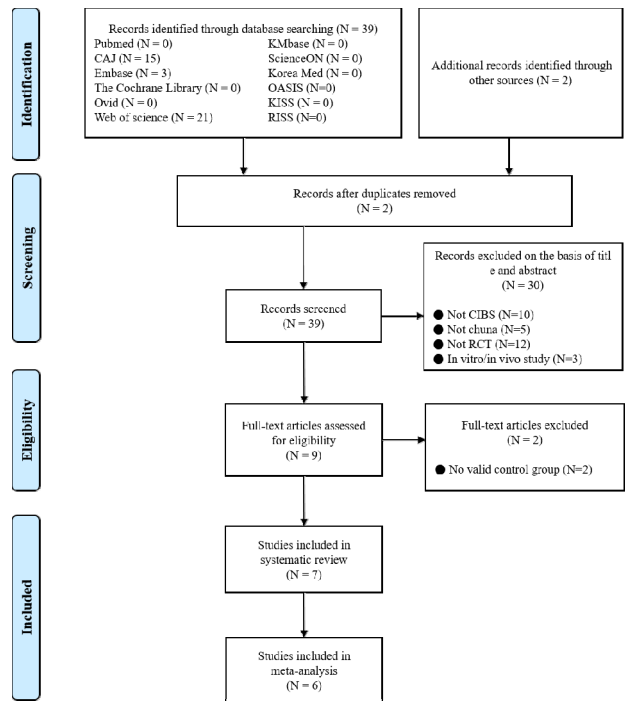 Identification
Records identified through database searching (N = 39)
Pubmed (N = 0)
CAJ (N = 15)
Embase (N = 3)
The Cochrane Library (N = 0)
Ovid (N = 0)
Web of science (N = 21)
KMbase (N = 0)
ScienceON (N = 0)
Korea Med (N = 0)
OASIS (N=0)
KISS (N = 0)
RISS (N=0)
Additional records identified through
other sources (N = 2)
Screening
Records after duplicates removed
(N = 2)
Records screened
(N = 39)
Records excluded on the basis of titl
e and abstract
(N = 30)
● Not CIBS (N=10)
● Not chuna (N=5)
● Not RCT (N=12)
● In vitro/in vivo study (N=3)
Eligibility
Full-text articles assessed
for eligibility
(N = 9)
Full-text articles excluded
(N = 2)
● No valid control group (N=2)
Included
Studies included in
systematic review
(N = 7)
Studies included in
meta-analysis
(N = 6)